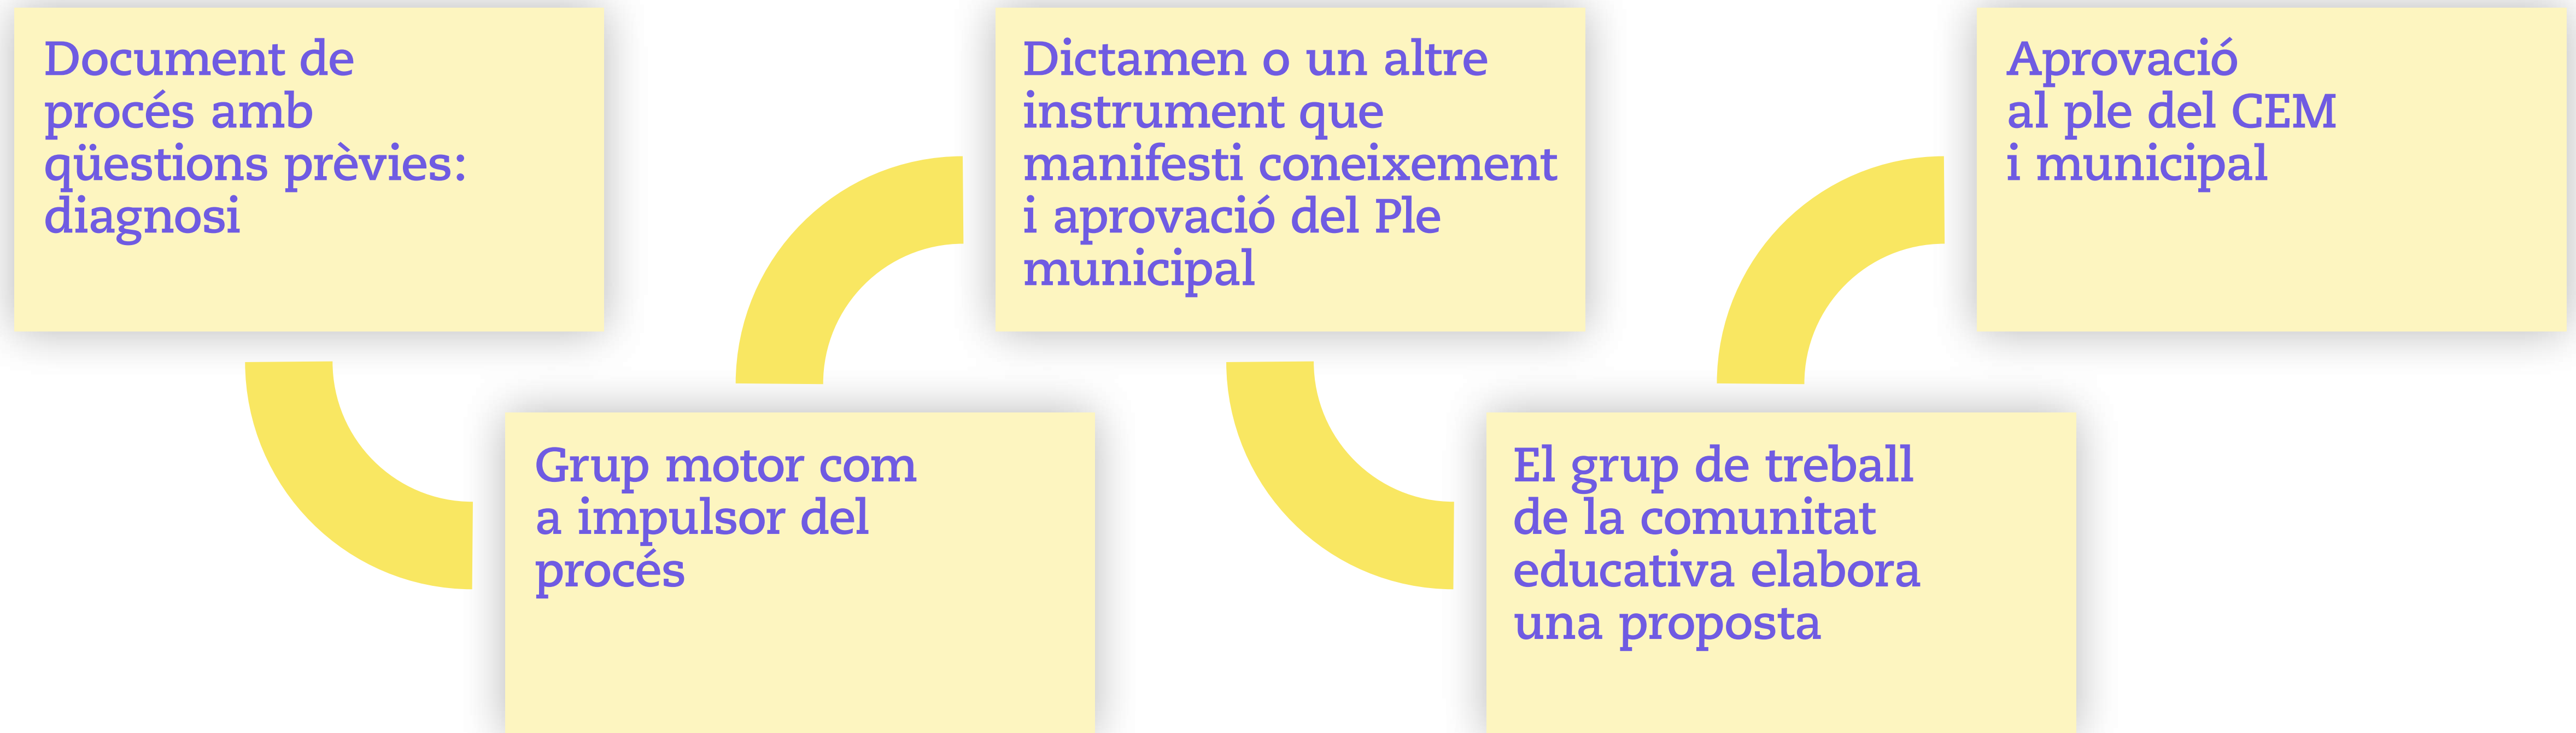 Document de
procés amb
qüestions prèvies:
diagnosi
Grup motor com
a impulsor del
procés
Dictamen o un altre
instrument que
manifesti coneixement
i aprovació del Ple
municipal
El grup de treball
de la comunitat
educativa elabora
una proposta
Aprovació
al ple del CEM
i municipal